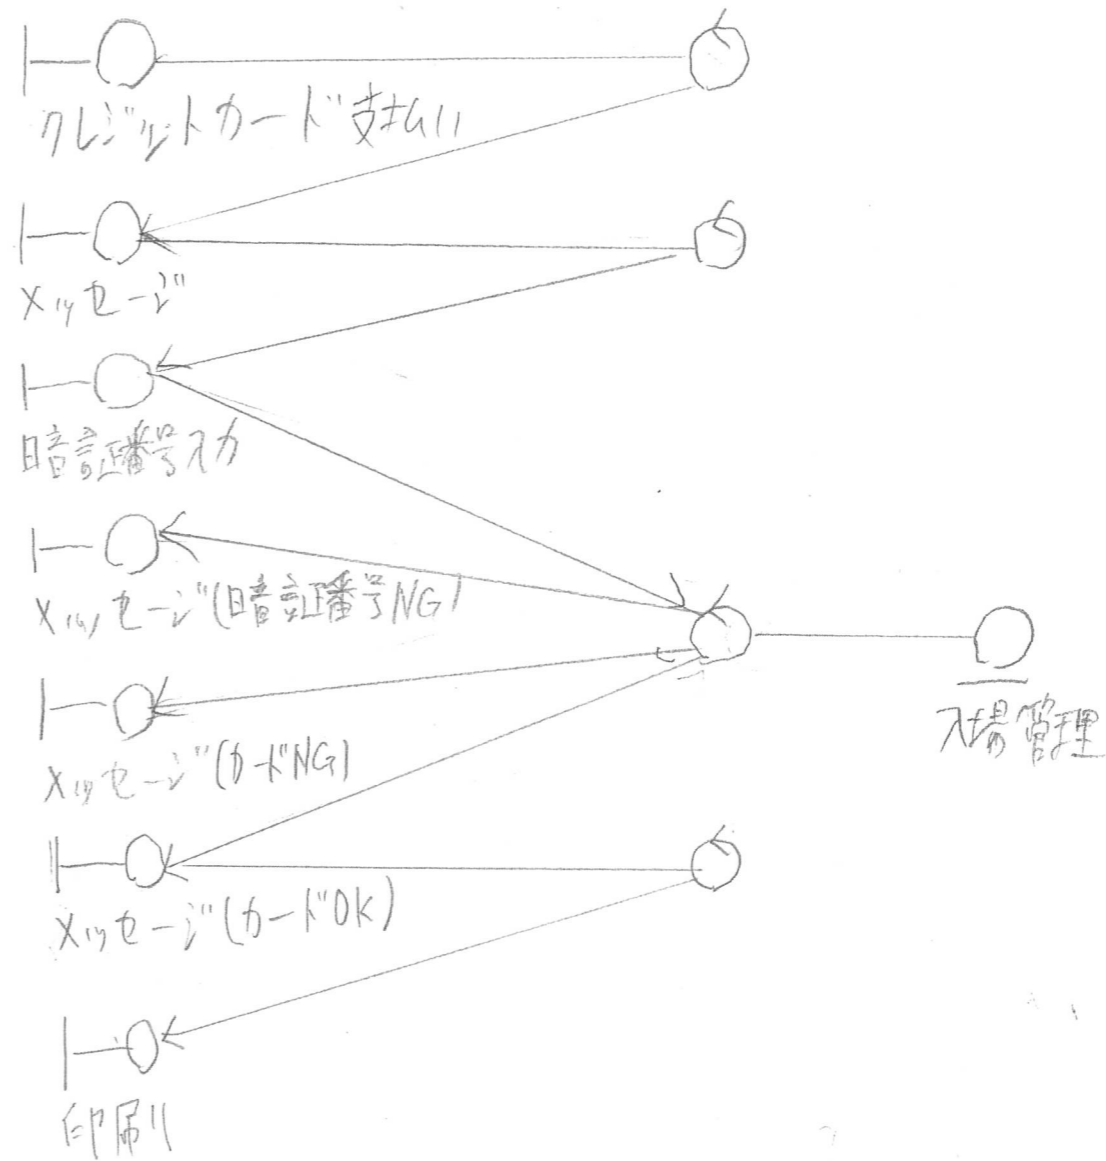 クレジットカード支払い
メッセージ
暗証番号入力
メッセージ(暗証番号NG)
メッセージ(カードNG)
入場管理
メッセージ(カードOK)
印刷